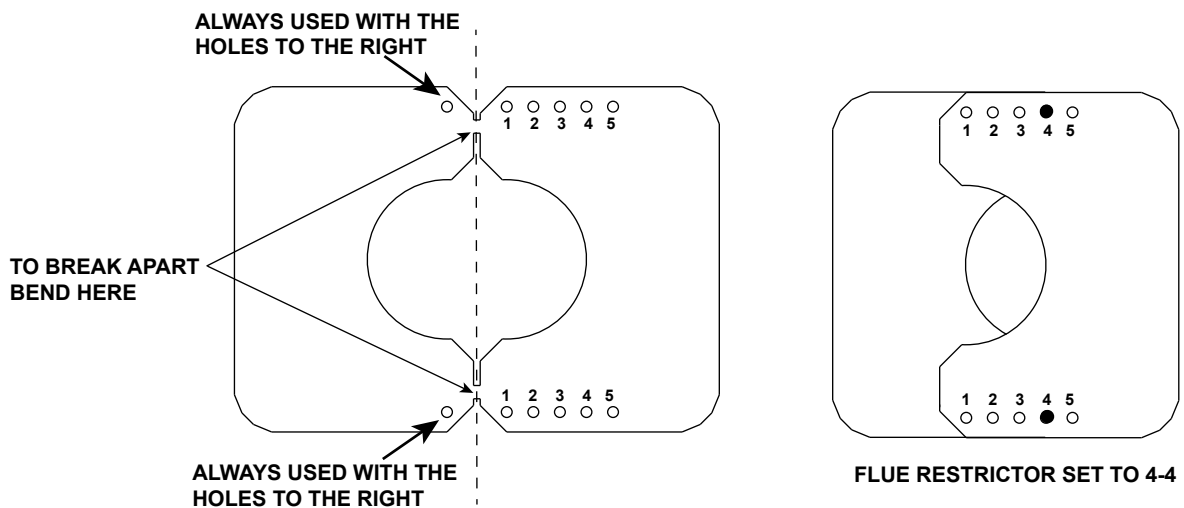 ALWAYS USED WITH THE
HOLES TO THE RIGHT
1 2 3 4 5
TO BREAK APART
BEND HERE
1 2 3 4 5
ALWAYS USED WITH THE
HOLES TO THE RIGHT
1 2 3 4 5
1 2 3 4 5
FLUE RESTRICTOR SET TO 4-4